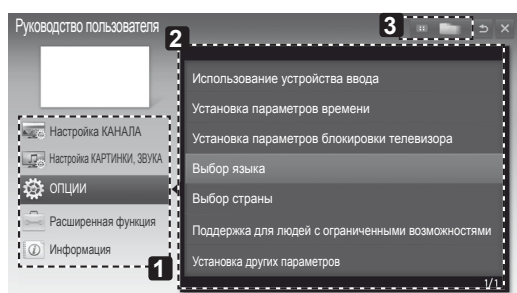 Руководство пользователя
3
2
Настройка КАНАЛА
Настройка КАРТИНКИ, ЗВУКА
ОПЦИИ
Расширенная функция
Информация
1
Использование устройства ввода
Установка параметров времени
Установка параметров блокировки телевизора
Выбор языка
Выбор страны
Поддержка для людей с ограниченными возможностями
Установка других параметров
1/1